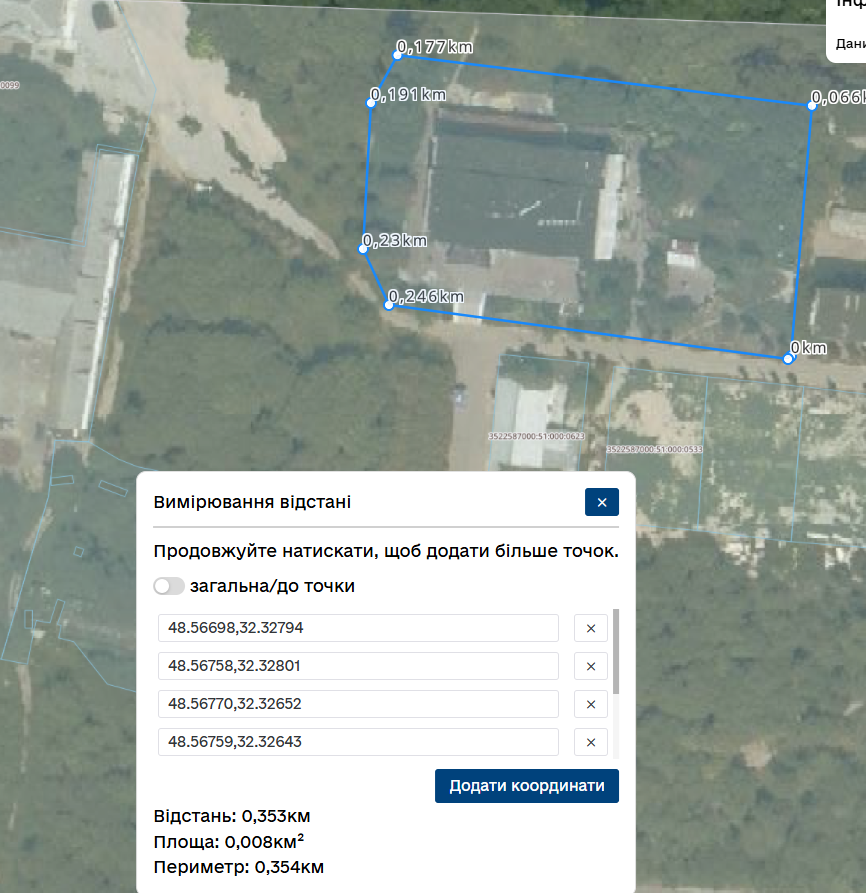 Дани
0,177km
0099
0,191km
0,066k
0,23km
0,246km
0km
3522587000:51:000:0623
3522587000:51:000:0533
Вимірювання відстані
×
Продовжуйте натискати, щоб додати більше точок.
загальна/до точки
48.56698,32.32794 ×
48.56758,32.32801 ×
48.56770,32.32652 ×
48.56759,32.32643 ×
Додати координати
Відстань: 0,353км
Площа: 0,008км²
Периметр: 0,354км